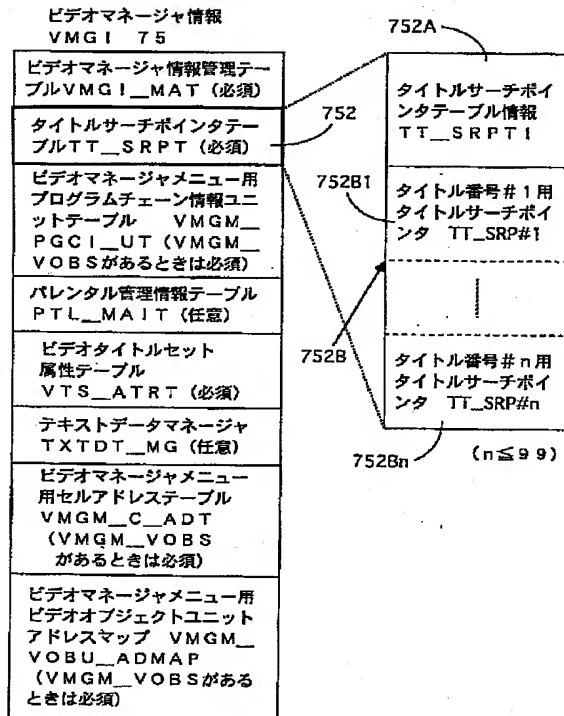 ビデオマネージャ情報
VMGI 75
ビデオマネージャ情報管理テー
ブルVMGI__MAT (必須)
タイトルサーチポインタテー
ブルTT__SRPT (必須)
ビデオマネージャメニュー用
プログラムチェーン情報ユニ
ットテーブル VMGM__
PGCI__UT (VMGM__
VOBSがあるときは必須)
パレンタル管理情報テーブル
PTL__MAIT (任意)
ビデオタイトルセット
属性テーブル
VTS__ATRT (必須)
テキストデータマネージャ
TXTDT__MG (任意)
ビデオマネージャメニュー
用セルアドレステーブル
VMGM__C__ADT
(VMGM__VOBS
があるときは必須)
ビデオマネージャメニュー用
ビデオオブジェクトユニット
アドレスマップ VMGM__
VOBU__ADMAP
(VMGM__VOBSがある
ときは必須)
752
752A
タイトルサーチポイ
ンタテーブル情報
TT__SRPTI
752B1
タイトル番号#1用
タイトルサーチポイ
ンタ TT_SRP#1
752B
タイトル番号#n用
タイトルサーチポイ
ンタ TT_SRP#n
752Bn
(n≦99)